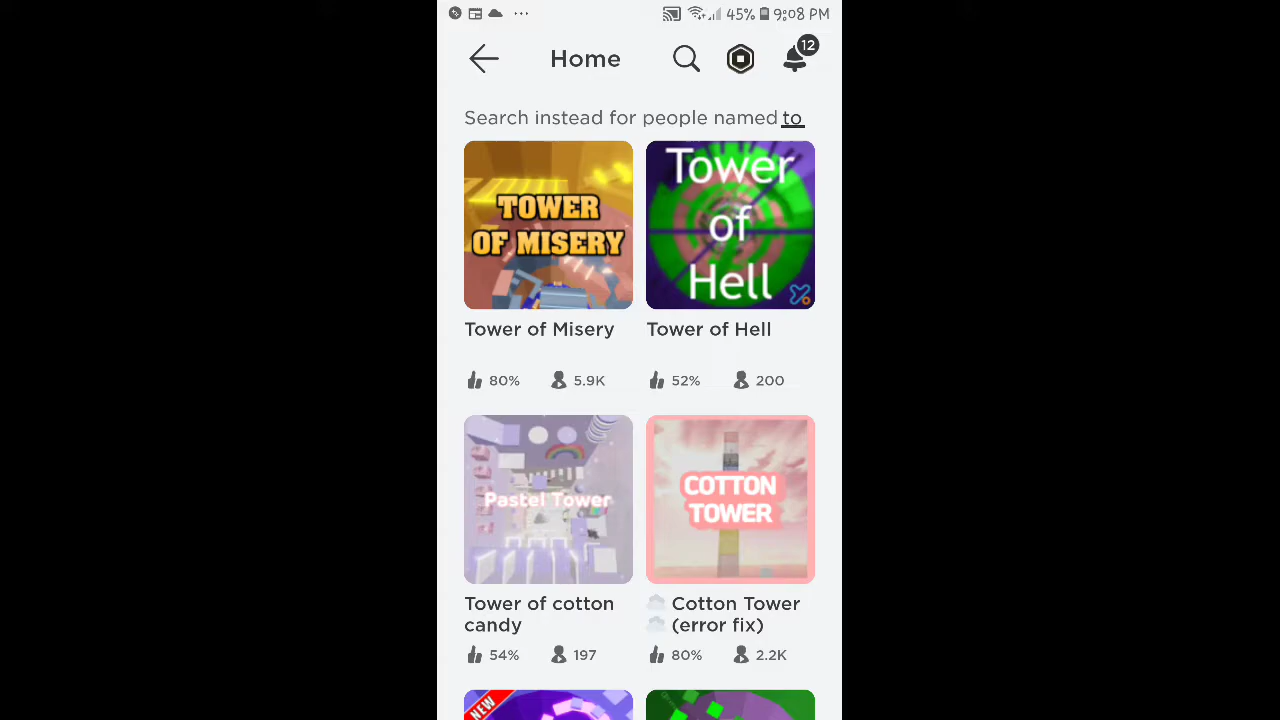 45% 9:08 PM
Home
12
Search instead for people named to
TOWER
OF MISERY
Tower
of
Hell
Tower of Misery
Tower of Hell
80% 5.9K
52% 200
Pastel Tower
COTTON
TOWER
Tower of cotton
candy
Cotton Tower
(error fix)
54% 197
80% 2.2K
NEW